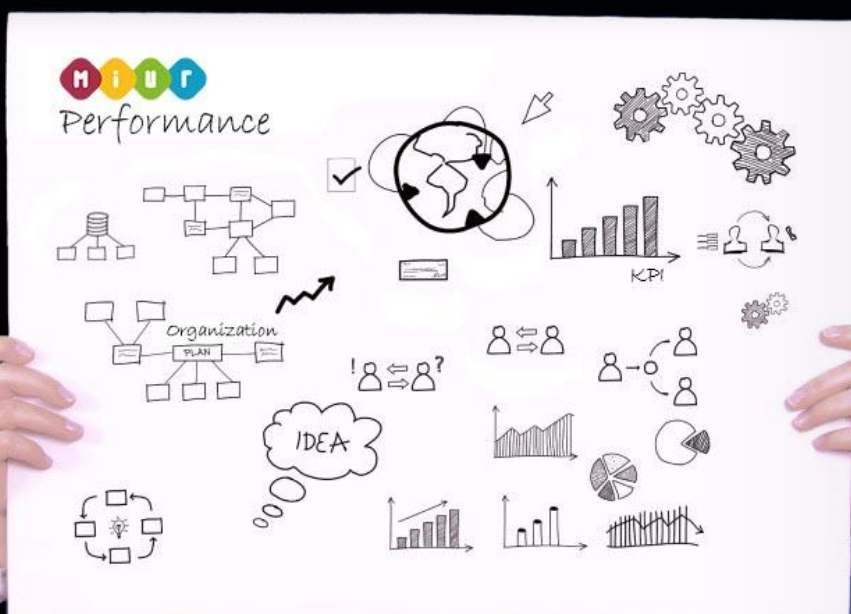 MiUr
Performance
KPI
Organization
PLAN
! ?
IDEA